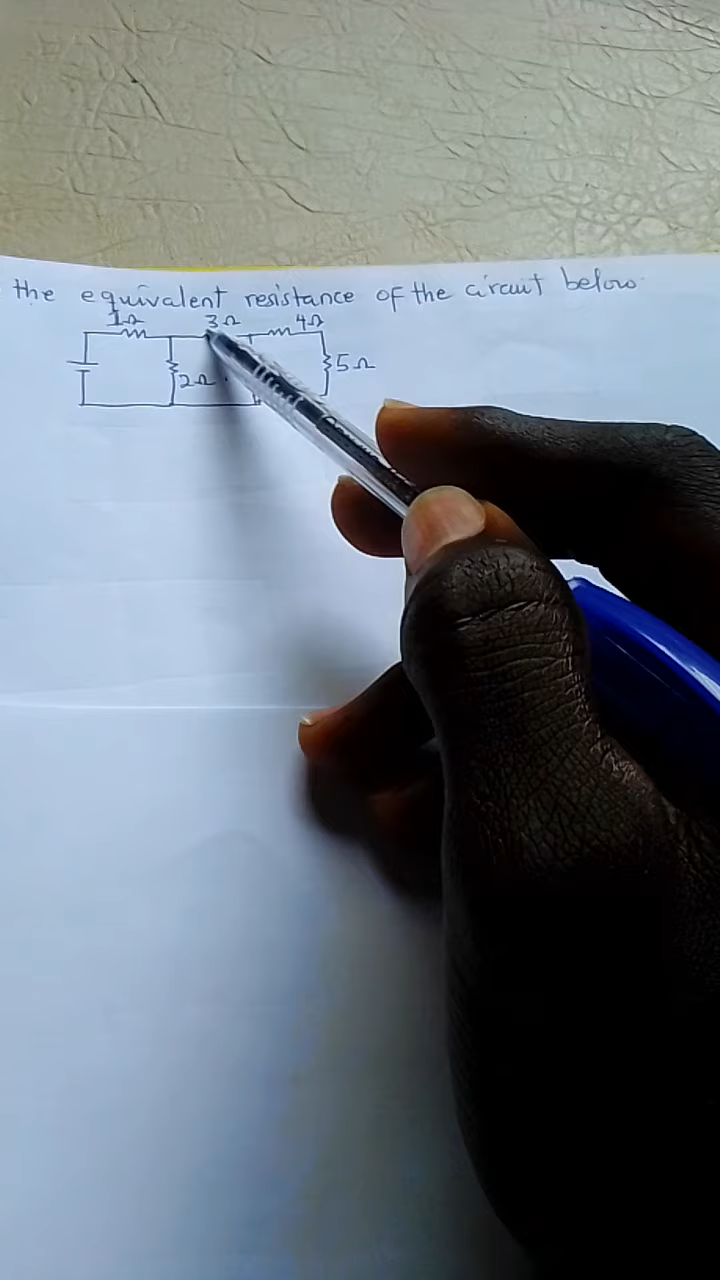 the equivalent resistance of the circuit below
1Ω 3Ω 4Ω
2Ω 5Ω